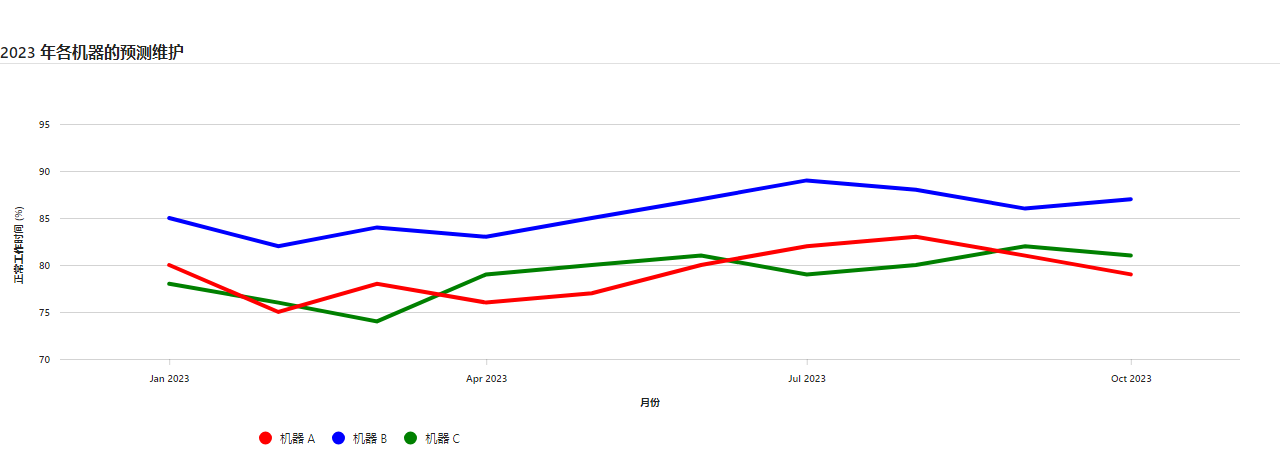 2023 年各机器的预测维护
正常工作时间 (%)
95
90
85
80
75
70
Jan 2023
Apr 2023
Jul 2023
Oct 2023
月份
机器 A
机器 B
机器 C